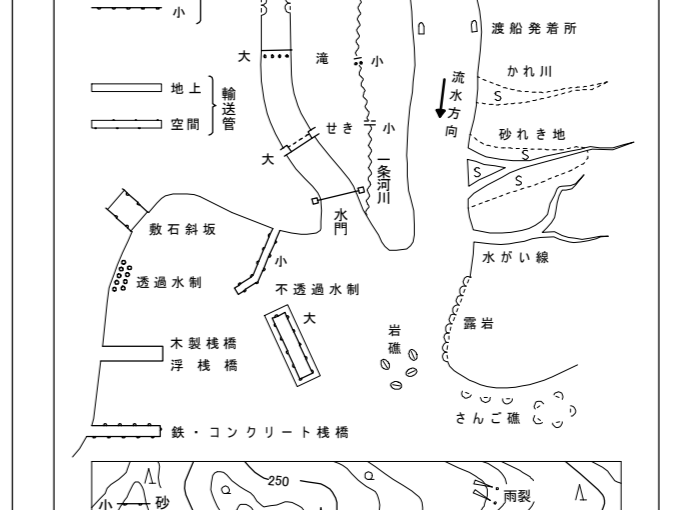 小
渡船発着所
大
滝
小
流水方向
かれ川
地上
輸送管
S
空間
せき
小
砂れき地
大
S
一条河川
S
S
水門
敷石斜坂
小
水がい線
透過水制
不透過水制
大
岩礁
露岩
木製桟橋
浮桟橋
さんご礁
鉄・コンクリート桟橋
250
Q
Q
雨裂
小
砂